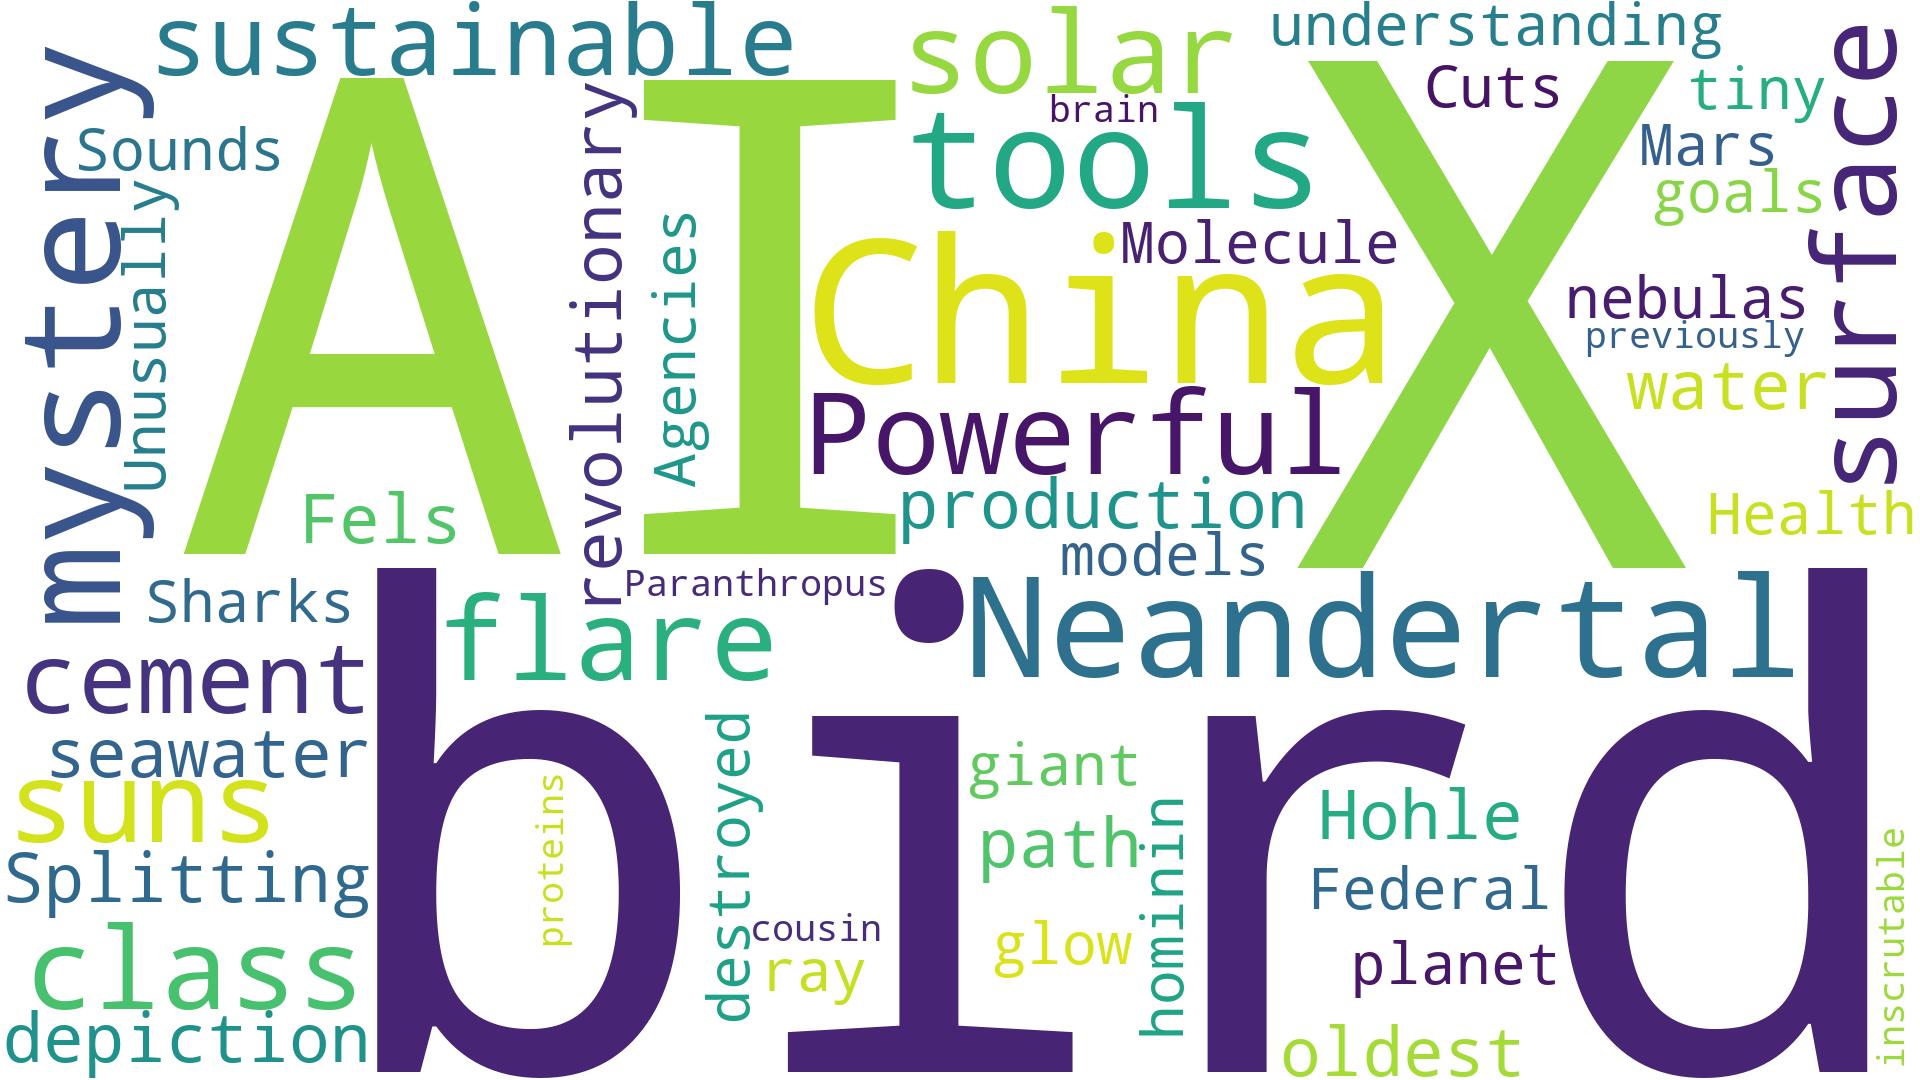 sustainable
solar
understanding
mystery
surface
Sounds
AI
brain
Cuts
tiny
X
tools
Mars
goals
Unusually
revolutionary
Agencies
Molecule
China
nebulas
previously
water
Powerful
Fels
production
Health
models
Sharks
Paranthropus
flare
Neandertal
cement
bird
seawater
suns
destroyed
giant
proteins
path
hominin
Hohle
Splitting
Federal
inscrutable
cousin
ray
glow
class
planet
depiction
oldest